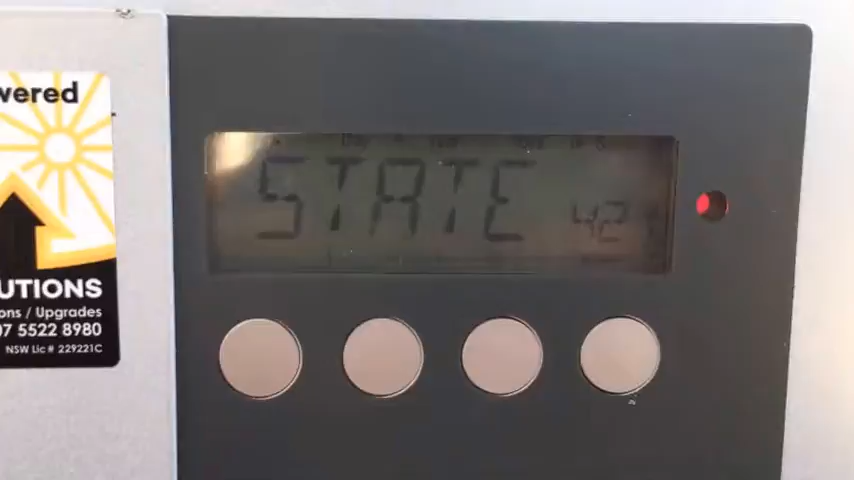 wered
UTIONS
ons / Upgrades
07 5522 8980
NSW Lic # 229221C
STATE 42